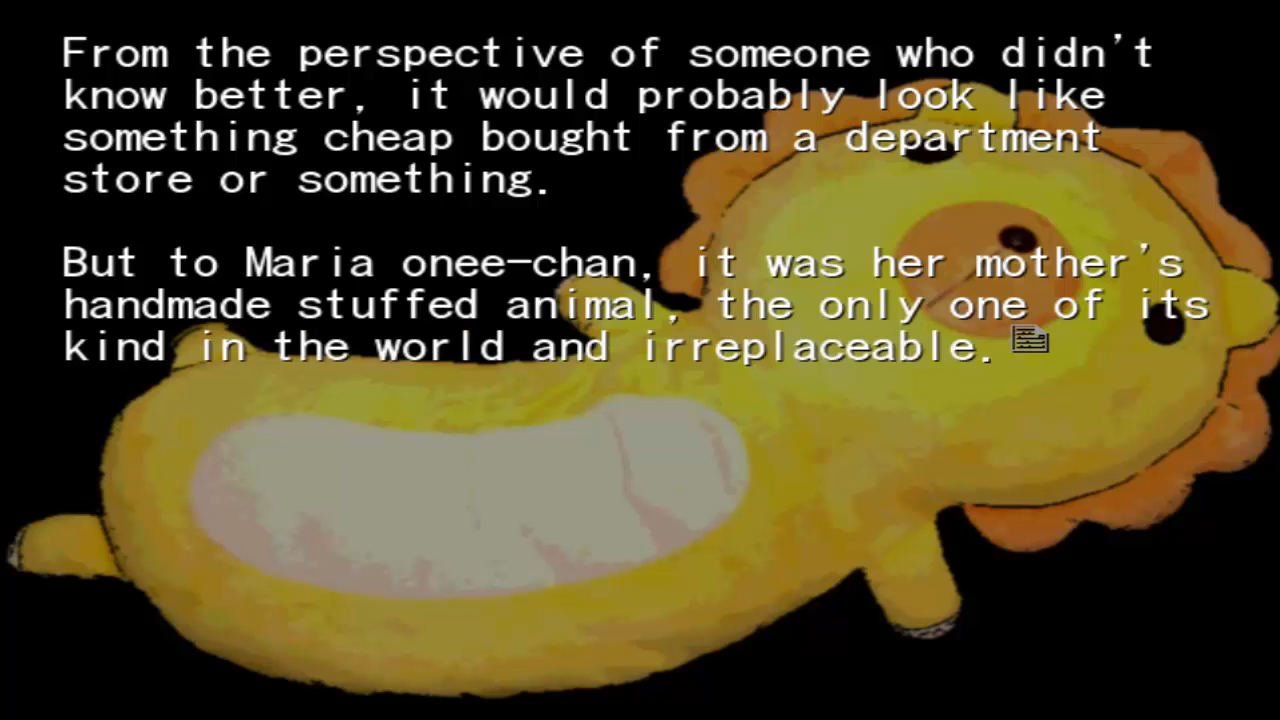 From the perspective of someone who didn't
know better, it would probably look like
something cheap bought from a department
store or something.
But to Maria onee-chan, it was her mother's
handmade stuffed animal, the only one of its
kind in the world and irreplaceable.